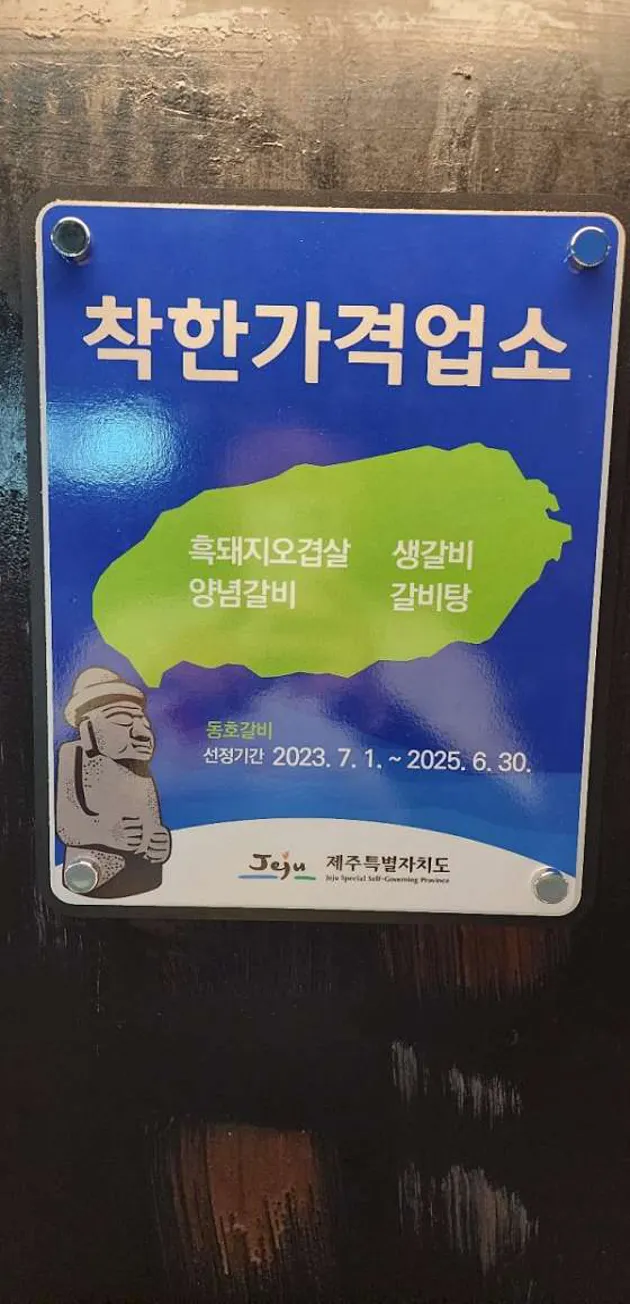 착한가격업소
흑돼지오겹살 생갈비
양념갈비 갈비탕
동호갈비
선정기간 2023. 7. 1. ~ 2025. 6. 30.
Jeju 제주특별자치도
Jeju Special Self-Governing Province